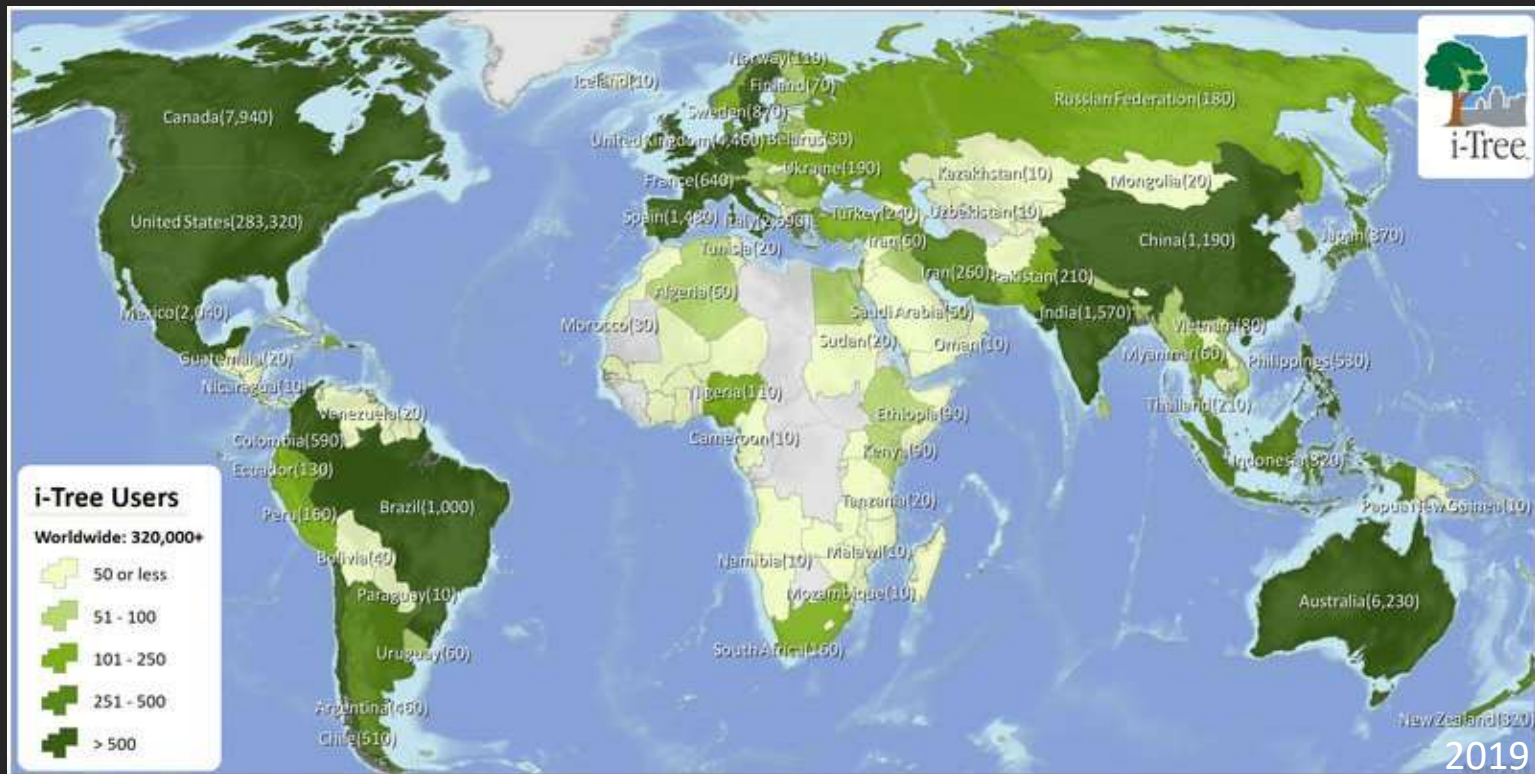 Norway(110)
Iceland(10)
Finland(70)
Canada(7,940)
Sweden(870)
Russian Federation(180)
i-Tree
United Kingdom(4,460)
Belarus(30)
Ukraine(190)
France(640)
Kazakhstan(10)
Mongolia(20)
United States(283,320)
Spain(1,480)
Turkey(240)
Uzbekistan(10)
China(1,190)
Japan(370)
Tunisia(20)
Iran(60)
Iran(260)
Pakistan(210)
Algeria(60)
Mexico(2,040)
Morocco(30)
Saudi Arabia(50)
India(1,570)
Vietnam(80)
Sudan(20)
Oman(10)
Guatemala(20)
Myanmar(60)
Philippines(530)
Nicaragua(10)
Nigeria(110)
Venezuela(20)
Ethiopia(90)
Thailand(210)
Colombia(590)
Cameroon(10)
Kenya(90)
Ecuador(130)
Indonesia(320)
Brazil(1,000)
Tanzania(20)
Papua New Guinea(10)
Peru(160)
Bolivia(40)
Namibia(10)
Malawi(10)
Paraguay(10)
Mozambique(10)
Australia(6,230)
Uruguay(60)
South Africa(160)
Argentina(460)
New Zealand(320)
Chile(510)
i-Tree Users
Worldwide: 320,000+
50 or less
51 - 100
101 - 250
251 - 500
> 500
2019